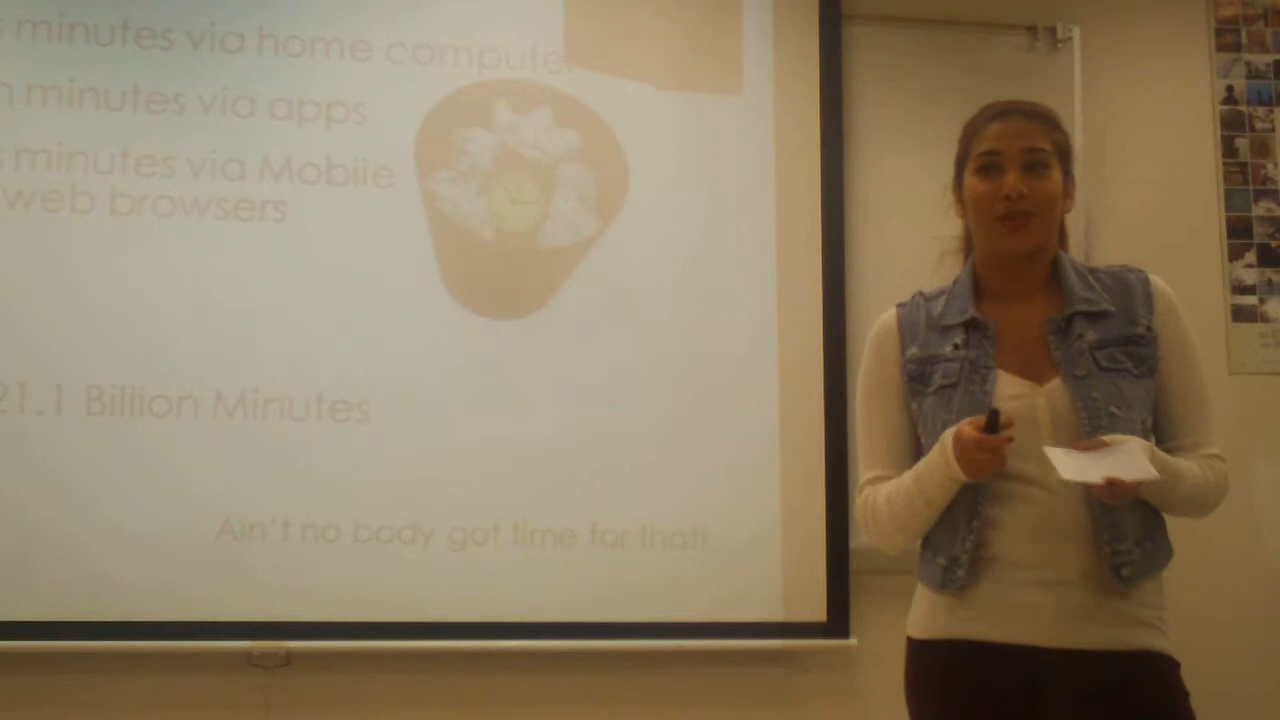 minutes via home computer
minutes via apps
minutes via Mobile
web browsers
21.1 Billion Minutes
Ain't no body got time for that!